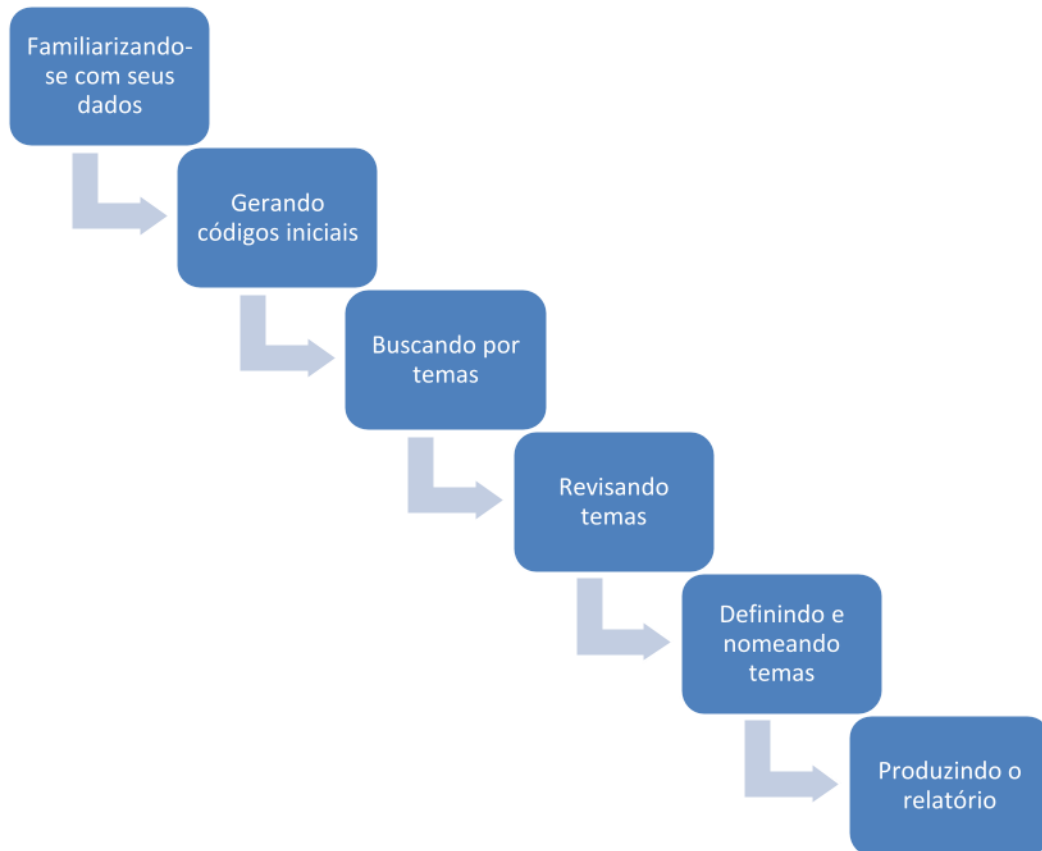 Familiarizando-
se com seus
dados
Gerando
códigos iniciais
Buscando por
temas
Revisando
temas
Definindo e
nomeando
temas
Produzindo o
relatório